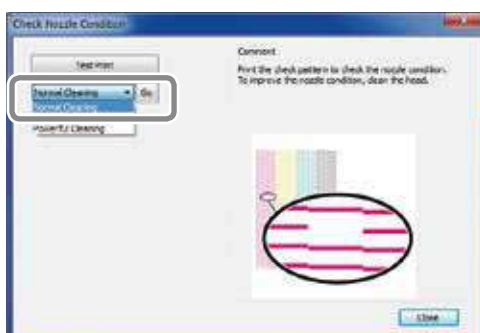 Check Nozzle Condition
Test Print
Normal Cleaning
Go
Normal Cleaning
Powerful Cleaning
Comment
Print the check pattern to check the nozzle condition.
To improve the nozzle condition, clean the head.
Close